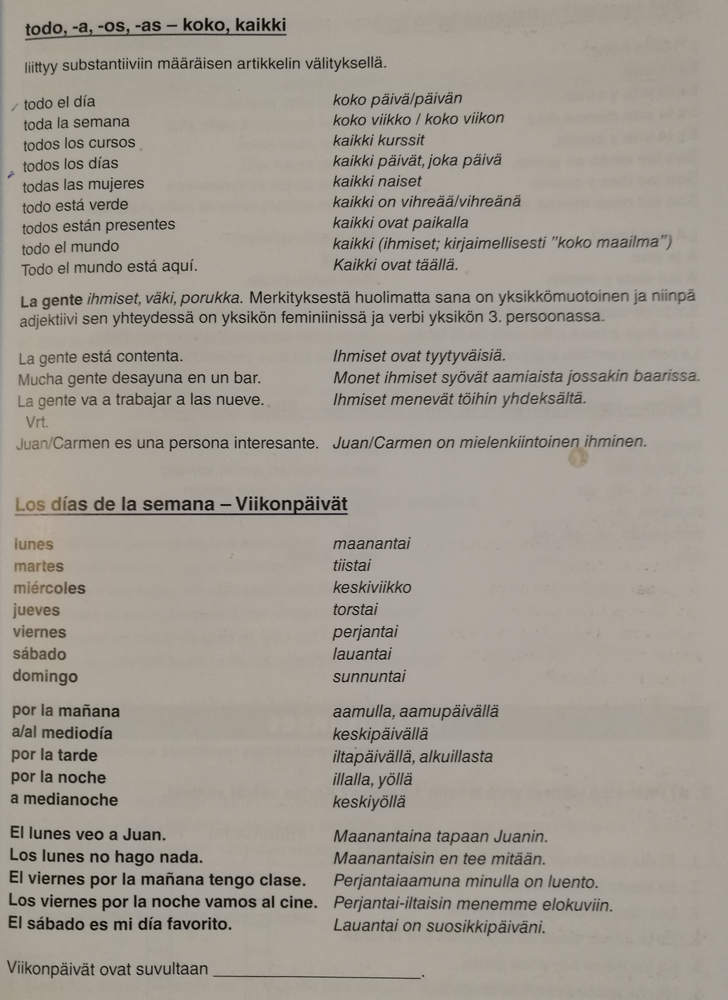 todo, -a, -os, -as – koko, kaikki
liittyy substantiiviin määräisen artikkelin välityksellä.
todo el día koko päivä/päivän
toda la semana koko viikko / koko viikon
todos los cursos kaikki kurssit
todos los días kaikki päivät, joka päivä
todas las mujeres kaikki naiset
todo está verde kaikki on vihreää/vihreänä
todos están presentes kaikki ovat paikalla
todo el mundo kaikki (ihmiset; kirjaimellisesti ”koko maailma”)
Todo el mundo está aquí. Kaikki ovat täällä.
La gente ihmiset, väki, porukka. Merkityksestä huolimatta sana on yksikkömuotoinen ja niinpä
adjektiivi sen yhteydessä on yksikön feminiinissä ja verbi yksikön 3. persoonassa.
La gente está contenta. Ihmiset ovat tyytyväisiä.
Mucha gente desayuna en un bar. Monet ihmiset syövät aamiaista jossakin baarissa.
La gente va a trabajar a las nueve. Ihmiset menevät töihin yhdeksältä.
Vrt.
Juan/Carmen es una persona interesante. Juan/Carmen on mielenkiintoinen ihminen.
Los días de la semana – Viikonpäivät
lunes maanantai
martes tiistai
miércoles keskiviikko
jueves torstai
viernes perjantai
sábado lauantai
domingo sunnuntai
por la mañana aamulla, aamupäivällä
a/al mediodía keskipäivällä
por la tarde iltapäivällä, alkuillasta
por la noche illalla, yöllä
a medianoche keskiyöllä
El lunes veo a Juan. Maanantaina tapaan Juanin.
Los lunes no hago nada. Maanantaisin en tee mitään.
El viernes por la mañana tengo clase. Perjantaiaamuna minulla on luento.
Los viernes por la noche vamos al cine. Perjantai-iltaisin menemme elokuviin.
El sábado es mi día favorito. Lauantai on suosikkipäiväni.
Viikonpäivät ovat suvultaan ______________________.